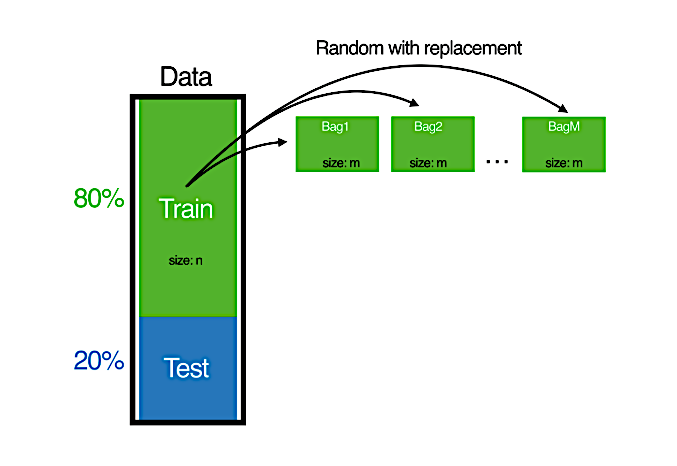 Random with replacement
Data
Bag1
Bag2
BagM
size: m
size: m
...
size: m
80%
Train
size: n
20%
Test